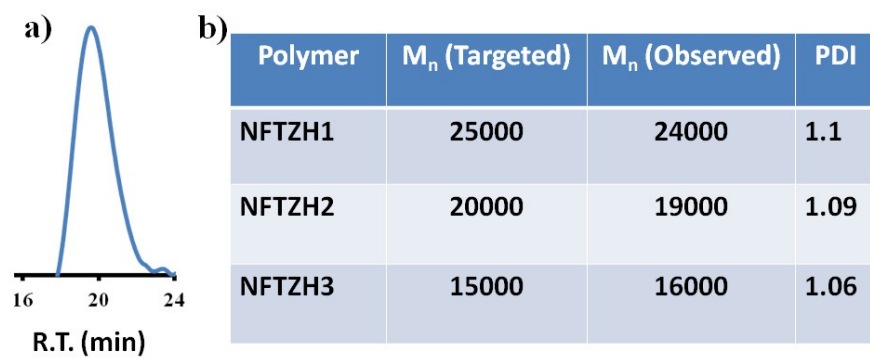 a)
16 20 24
R.T. (min)
b)
Polymer Mₙ (Targeted) Mₙ (Observed) PDI
NFTZH1 25000 24000 1.1
NFTZH2 20000 19000 1.09
NFTZH3 15000 16000 1.06